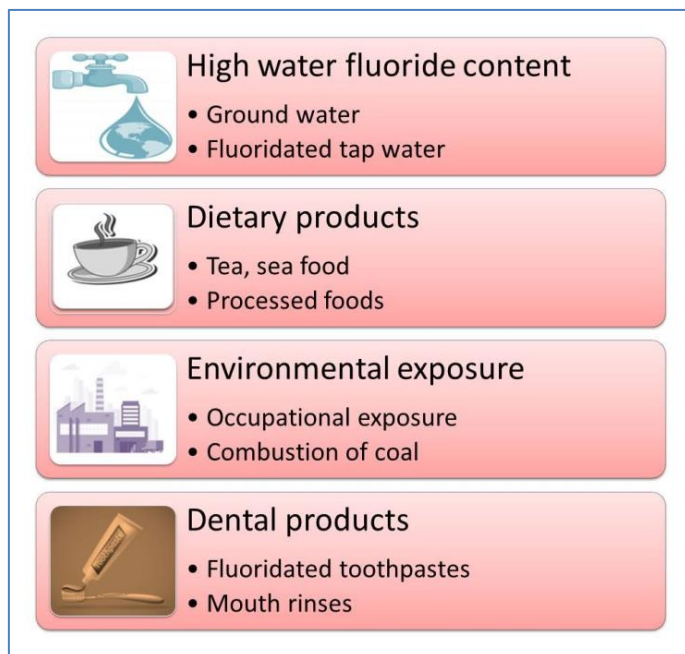 High water fluoride content
• Ground water
• Fluoridated tap water
Dietary products
• Tea, sea food
• Processed foods
Environmental exposure
• Occupational exposure
• Combustion of coal
Dental products
• Fluoridated toothpastes
• Mouth rinses